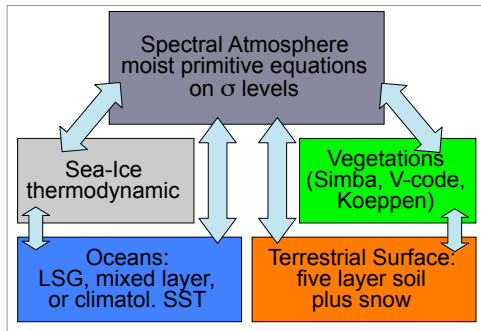 Spectral Atmosphere
moist primitive equations
on σ levels
Sea-Ice
thermodynamic
Vegetations
(Simba, V-code,
Koeppen)
Oceans:
LSG, mixed layer,
or climatol. SST
Terrestrial Surface:
five layer soil
plus snow